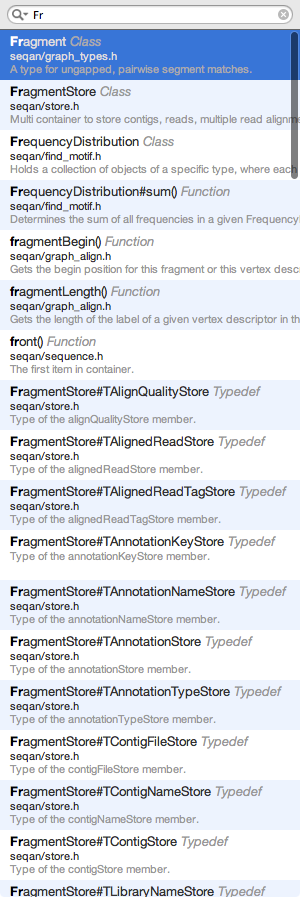 Fr
Fragment Class
seqan/graph_types.h
A type for ungapped, pairwise segment matches.
FragmentStore Class
seqan/store.h
Multi container to store contigs, reads, multiple read alignme
FrequencyDistribution Class
seqan/find_motif.h
Holds a collection of objects of a specific type, where each
FrequencyDistribution#sum() Function
seqan/find_motif.h
Determines the sum of all frequencies in a given Frequency
fragmentBegin() Function
seqan/graph_align.h
Gets the begin position for this fragment or this vertex desc
fragmentLength() Function
seqan/graph_align.h
Gets the length of the label of a given vertex descriptor in th
front() Function
seqan/sequence.h
The first item in container.
FragmentStore#TAlignQualityStore Typedef
seqan/store.h
Type of the alignQualityStore member.
FragmentStore#TAlignedReadStore Typedef
seqan/store.h
Type of the alignedReadStore member.
FragmentStore#TAlignedReadTagStore Typedef
seqan/store.h
Type of the alignedReadTagStore member.
FragmentStore#TAnnotationKeyStore Typedef
Type of the annotationKeyStore member.
FragmentStore#TAnnotationNameStore Typedef
seqan/store.h
Type of the annotationNameStore member.
FragmentStore#TAnnotationStore Typedef
seqan/store.h
Type of the annotationStore member.
FragmentStore#TAnnotationTypeStore Typedef
seqan/store.h
Type of the annotationTypeStore member.
FragmentStore#TContigFileStore Typedef
seqan/store.h
Type of the contigFileStore member.
FragmentStore#TContigNameStore Typedef
seqan/store.h
Type of the contigNameStore member.
FragmentStore#TContigStore Typedef
seqan/store.h
Type of the contigStore member.
FragmentStore#TLibraryNameStore Typedef